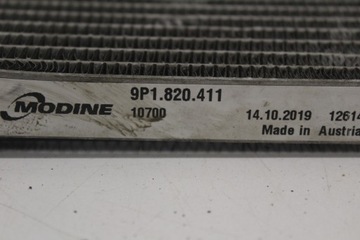 MODINE
9P1.820.411
10700
14.10.2019 12614
Made in Austria